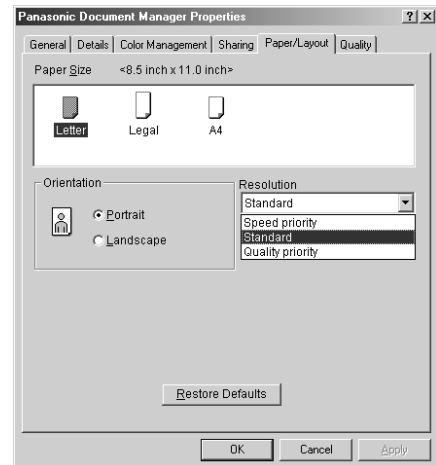 Panasonic Document Manager Properties ? x
General Details Color Management Sharing Paper/Layout Quality
Paper Size <8.5 inch x 11.0 inch>
Letter Legal A4
Orientation
Portrait
Landscape
Resolution
Standard
Speed priority
Standard
Quality priority
Restore Defaults
OK Cancel Apply